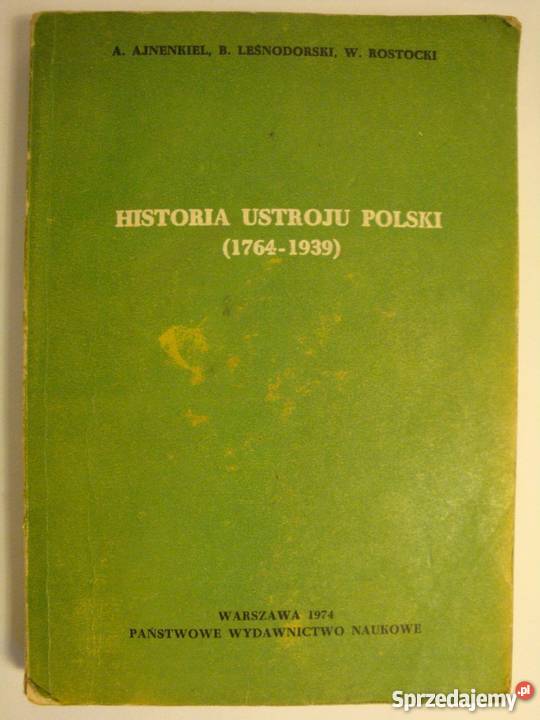 A. AJNENKIEL, B. LEŚNODORSKI, W. ROSTOCKI
HISTORIA USTROJU POLSKI
(1764-1939)
WARSZAWA 1974
PAŃSTWOWE WYDAWNICTWO NAUKOWE
Sprzedajemy.pl